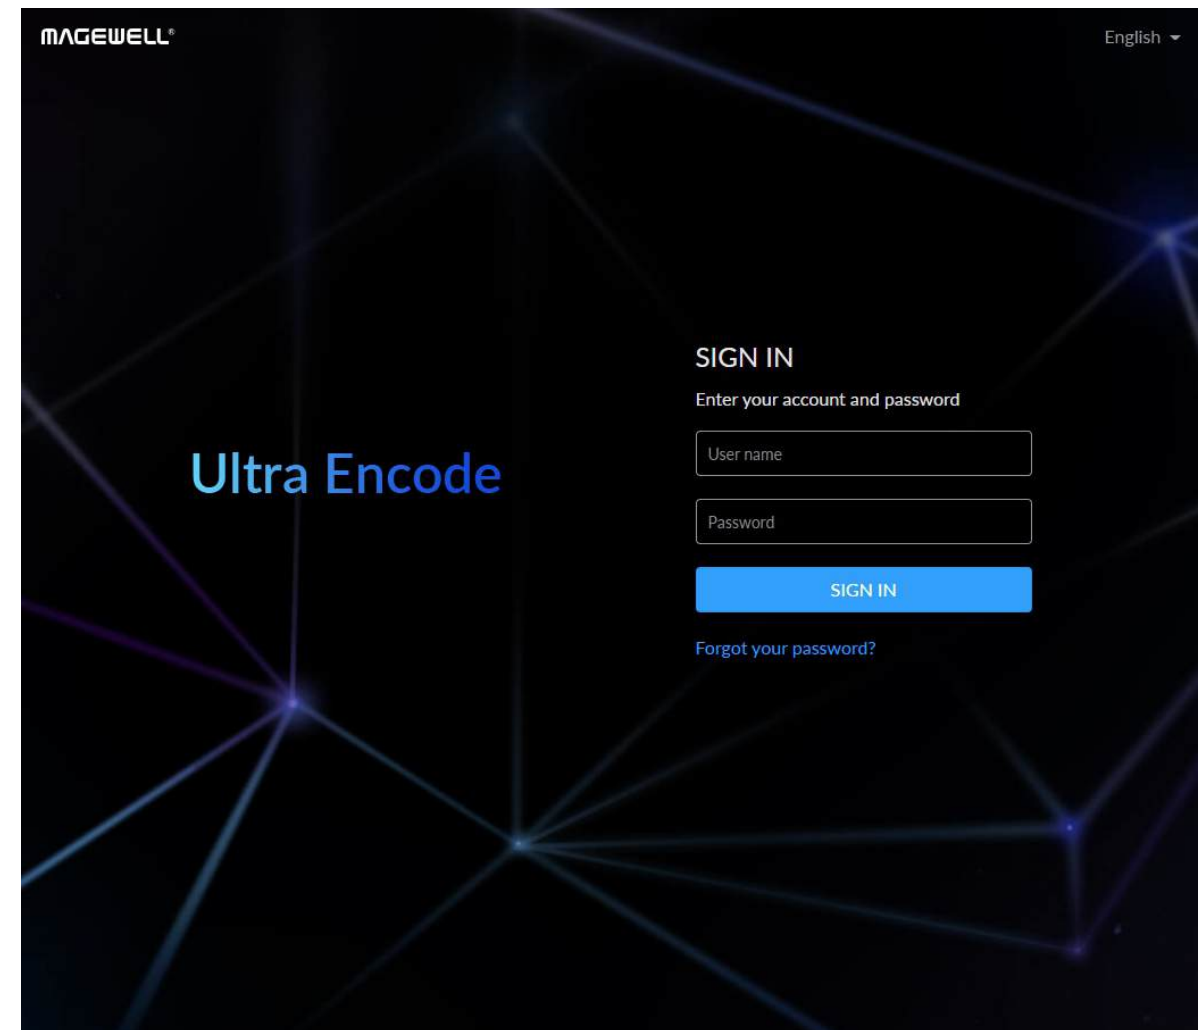 MAGEWELL®
English
SIGN IN
Enter your account and password
User name
Ultra Encode
Password
SIGN IN
Forgot your password?